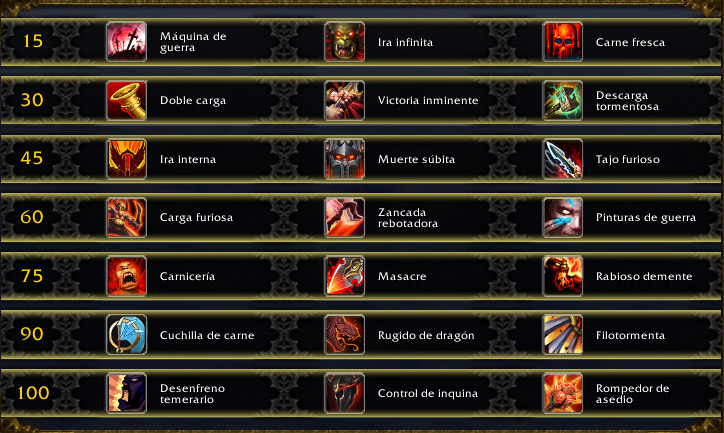 15
Máquina de
guerra
Ira infinita
Carne fresca
30
Doble carga
Victoria inminente
Descarga
tormentosa
45
Ira interna
Muerte súbita
Tajo furioso
60
Carga furiosa
Zancada
rebotadora
Pinturas de guerra
75
Carnicería
Masacre
Rabioso demente
90
Cuchilla de carne
Rugido de dragón
Filotormenta
100
Desenfreno
temerario
Control de inquina
Rompedor de
asedio